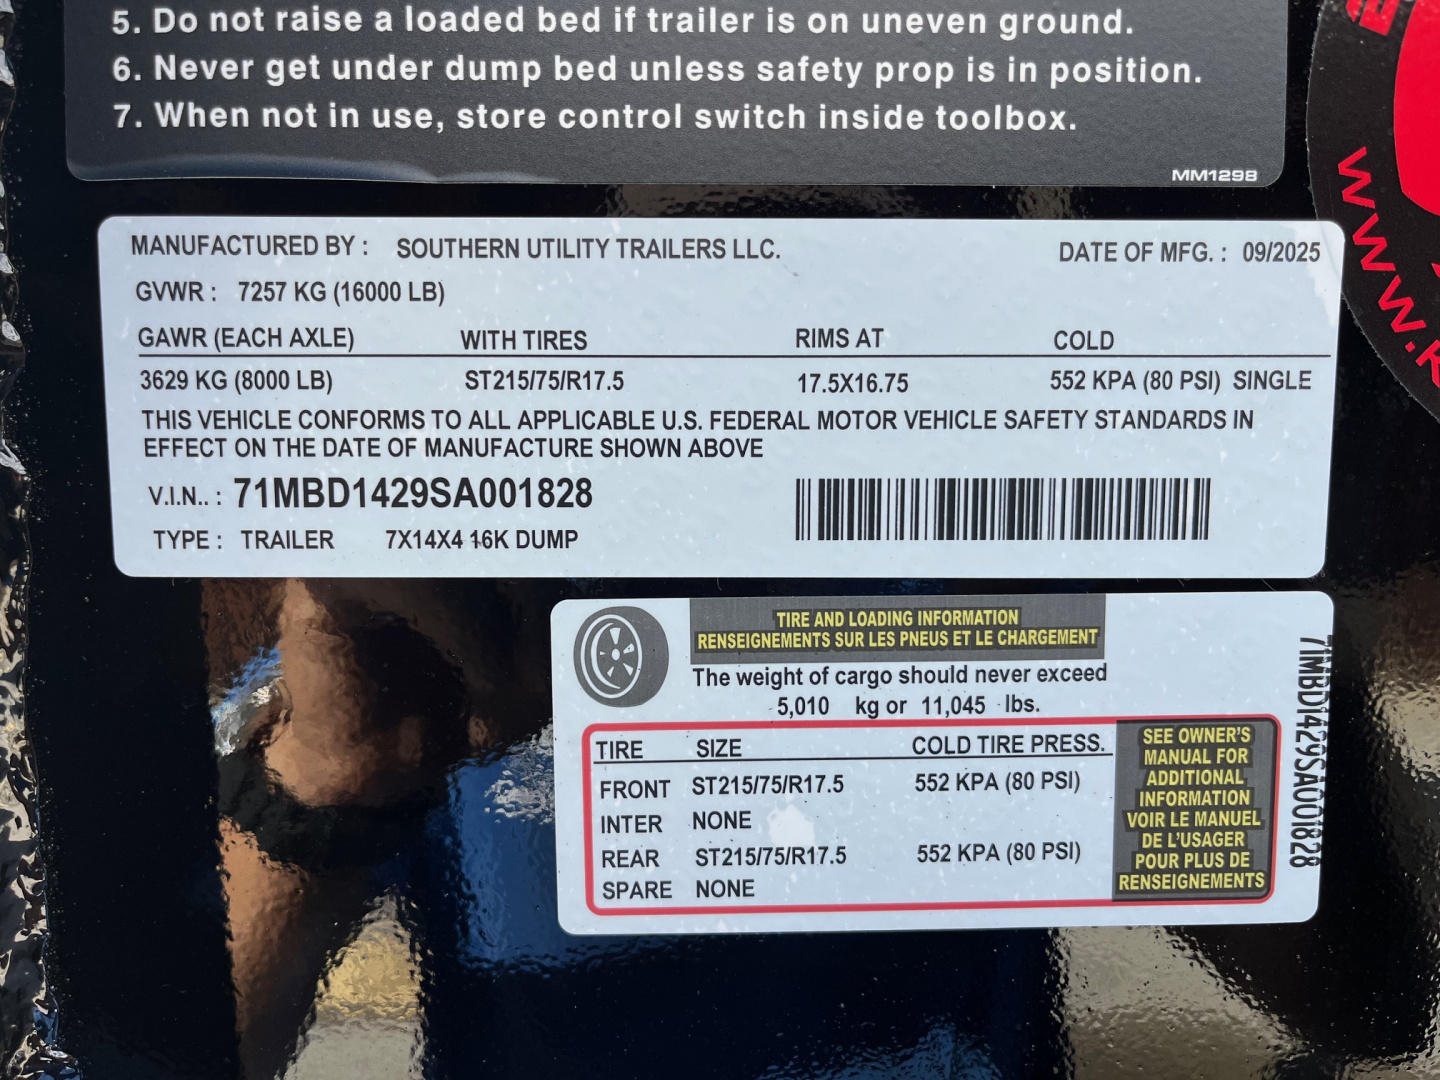 5. Do not raise a loaded bed if trailer is on uneven ground.
6. Never get under dump bed unless safety prop is in position.
7. When not in use, store control switch inside toolbox.
MM1298
MANUFACTURED BY : SOUTHERN UTILITY TRAILERS LLC. DATE OF MFG. : 09/2025
GVWR : 7257 KG (16000 LB)
GAWR (EACH AXLE) WITH TIRES RIMS AT COLD
3629 KG (8000 LB) ST215/75/R17.5 17.5X16.75 552 KPA (80 PSI) SINGLE
THIS VEHICLE CONFORMS TO ALL APPLICABLE U.S. FEDERAL MOTOR VEHICLE SAFETY STANDARDS IN
EFFECT ON THE DATE OF MANUFACTURE SHOWN ABOVE
V.I.N.. : 71MBD1429SA001828
TYPE : TRAILER 7X14X4 16K DUMP
TIRE AND LOADING INFORMATION
RENSEIGNEMENTS SUR LES PNEUS ET LE CHARGEMENT
The weight of cargo should never exceed
5,010 kg or 11,045 lbs.
TIRE SIZE COLD TIRE PRESS.
FRONT ST215/75/R17.5 552 KPA (80 PSI)
INTER NONE
REAR ST215/75/R17.5 552 KPA (80 PSI)
SPARE NONE
SEE OWNER'S
MANUAL FOR
ADDITIONAL
INFORMATION
VOIR LE MANUEL
DE L'USAGER
POUR PLUS DE
RENSEIGNEMENTS
71MBD1429SA001828
www.